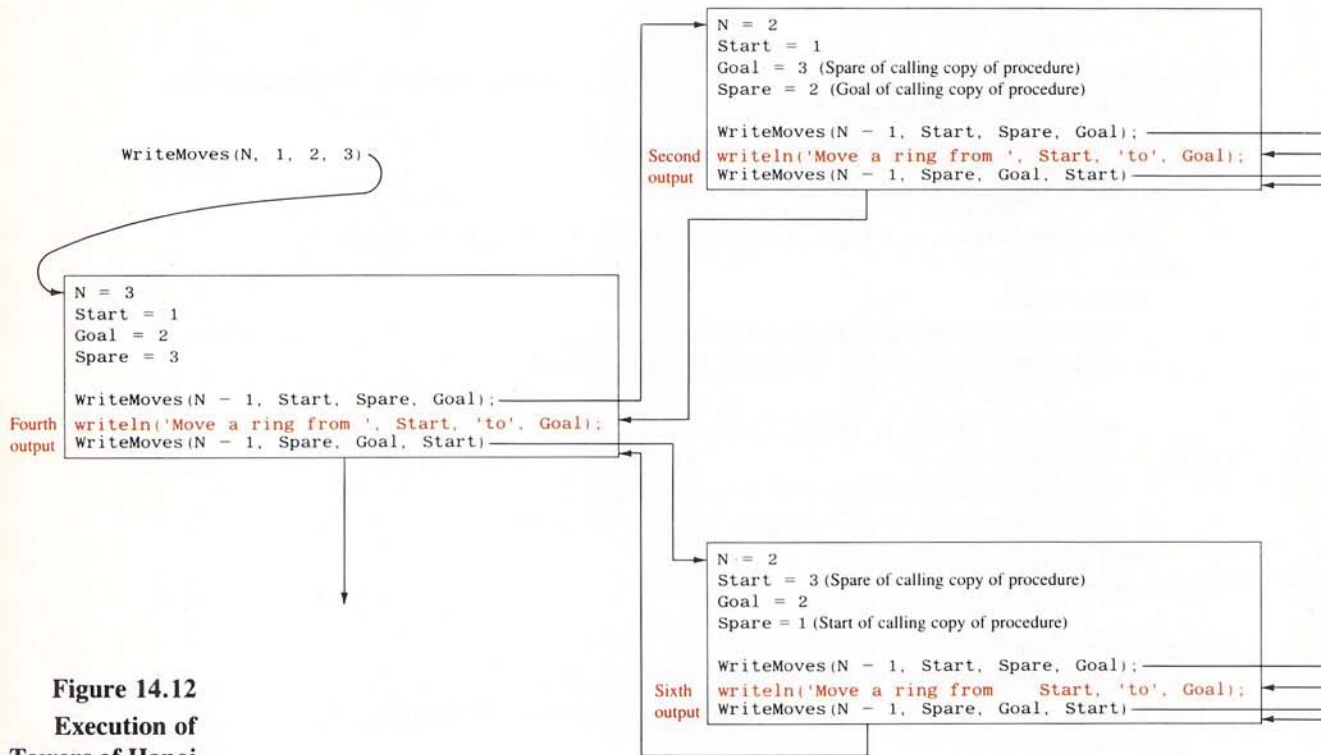 WriteMoves(N, 1, 2, 3)
N = 3
Start = 1
Goal = 2
Spare = 3
WriteMoves(N − 1, Start, Spare, Goal);
Fourth output
writeln('Move a ring from ', Start, 'to', Goal);
WriteMoves(N − 1, Spare, Goal, Start)
N = 2
Start = 1
Goal = 3 (Spare of calling copy of procedure)
Spare = 2 (Goal of calling copy of procedure)
WriteMoves(N − 1, Start, Spare, Goal);
Second output
writeln('Move a ring from ', Start, 'to', Goal);
WriteMoves(N − 1, Spare, Goal, Start)
N = 2
Start = 3 (Spare of calling copy of procedure)
Goal = 2
Spare = 1 (Start of calling copy of procedure)
WriteMoves(N − 1, Start, Spare, Goal);
Sixth output
writeln('Move a ring from    Start, 'to', Goal);
WriteMoves(N − 1, Spare, Goal, Start)
Figure 14.12
Execution of
Towers of Hanoi